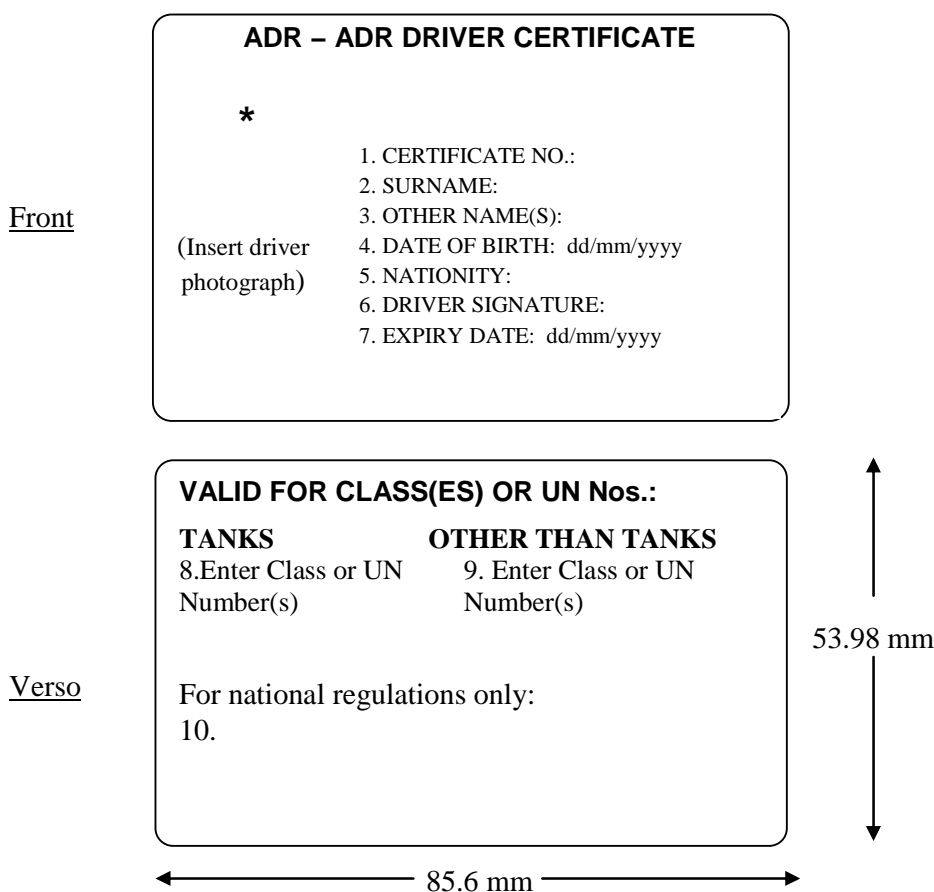 ADR – ADR DRIVER CERTIFICATE
*
1. CERTIFICATE NO.:
2. SURNAME:
3. OTHER NAME(S):
4. DATE OF BIRTH: dd/mm/yyyy
5. NATIONITY:
6. DRIVER SIGNATURE:
7. EXPIRY DATE: dd/mm/yyyy
(Insert driver
photograph)
Front
VALID FOR CLASS(ES) OR UN Nos.:
TANKS OTHER THAN TANKS
8.Enter Class or UN 9. Enter Class or UN
Number(s) Number(s)
For national regulations only:
10.
Verso
53.98 mm
85.6 mm